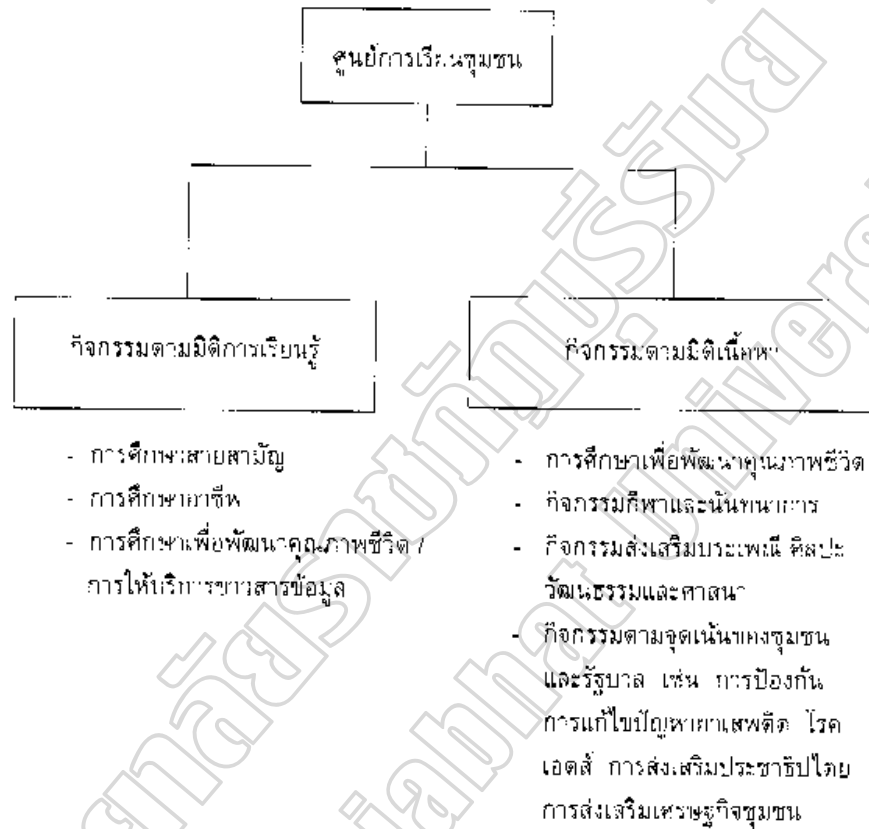 ศูนย์การเรียนชุมชน
กิจกรรมตามมิติการเรียนรู้
- การศึกษาสายสามัญ
- การศึกษาอาชีพ
- การศึกษาเพื่อพัฒนาคุณภาพชีวิต /
การให้บริการข่าวสารข้อมูล
กิจกรรมตามมิติเนื้อหา
- การศึกษาเพื่อพัฒนาคุณภาพชีวิต
- กิจกรรมกีฬาและนันทนาการ
- กิจกรรมส่งเสริมประเพณี ศิลปะ
วัฒนธรรมและศาสนา
- กิจกรรมตามจุดเน้นของชุมชน
และรัฐบาล เช่น การป้องกัน
การแก้ไขปัญหายาเสพติด โรค
เอดส์ การส่งเสริมประชาธิปไตย
การส่งเสริมเศรษฐกิจชุมชน